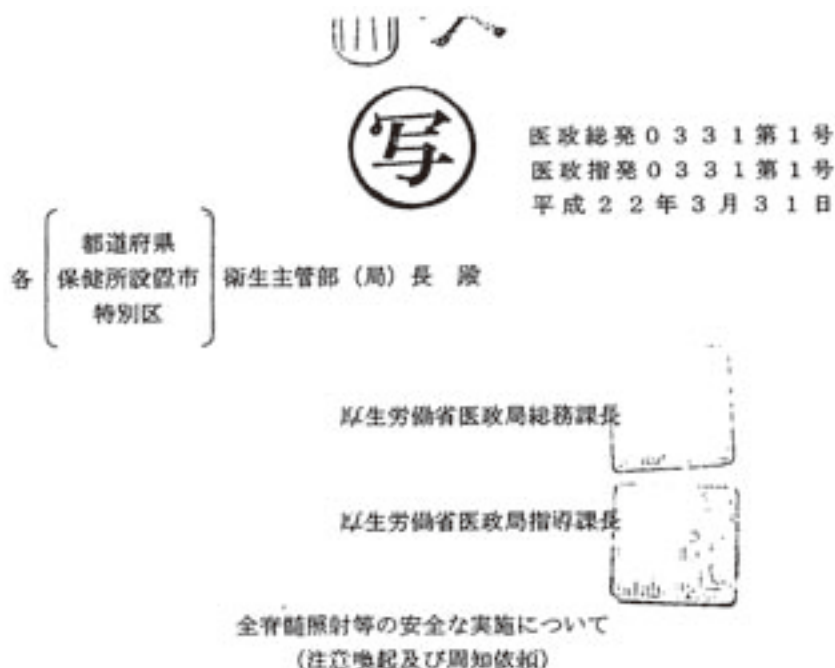 写
医政総発0331第1号
医政指発0331第1号
平成22年3月31日
都道府県
各 保健所設置市 衛生主管部(局)長 殿
特別区
厚生労働省医政局総務課長
厚生労働省医政局指導課長
全脊髄照射等の安全な実施について
(注意喚起及び周知依頼)